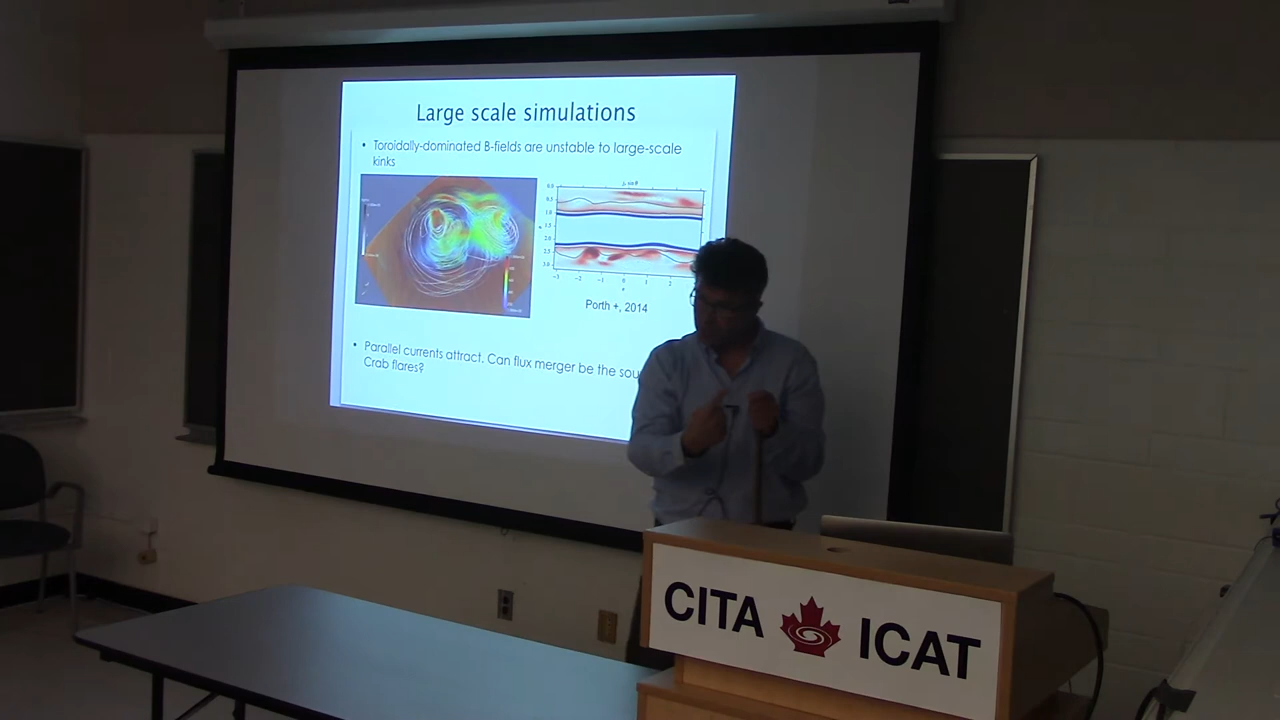 Large scale simulations
• Toroidally-dominated B-fields are unstable to large-scale
kinks
Porth +, 2014
• Parallel currents attract. Can flux merger be the sou
Crab flares?
CITA ICAT